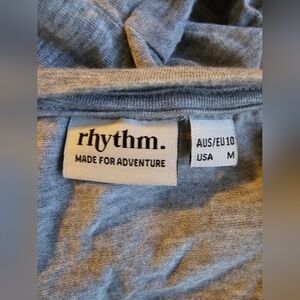 rhythm.
MADE FOR ADVENTURE
AUS/EU10
USA M